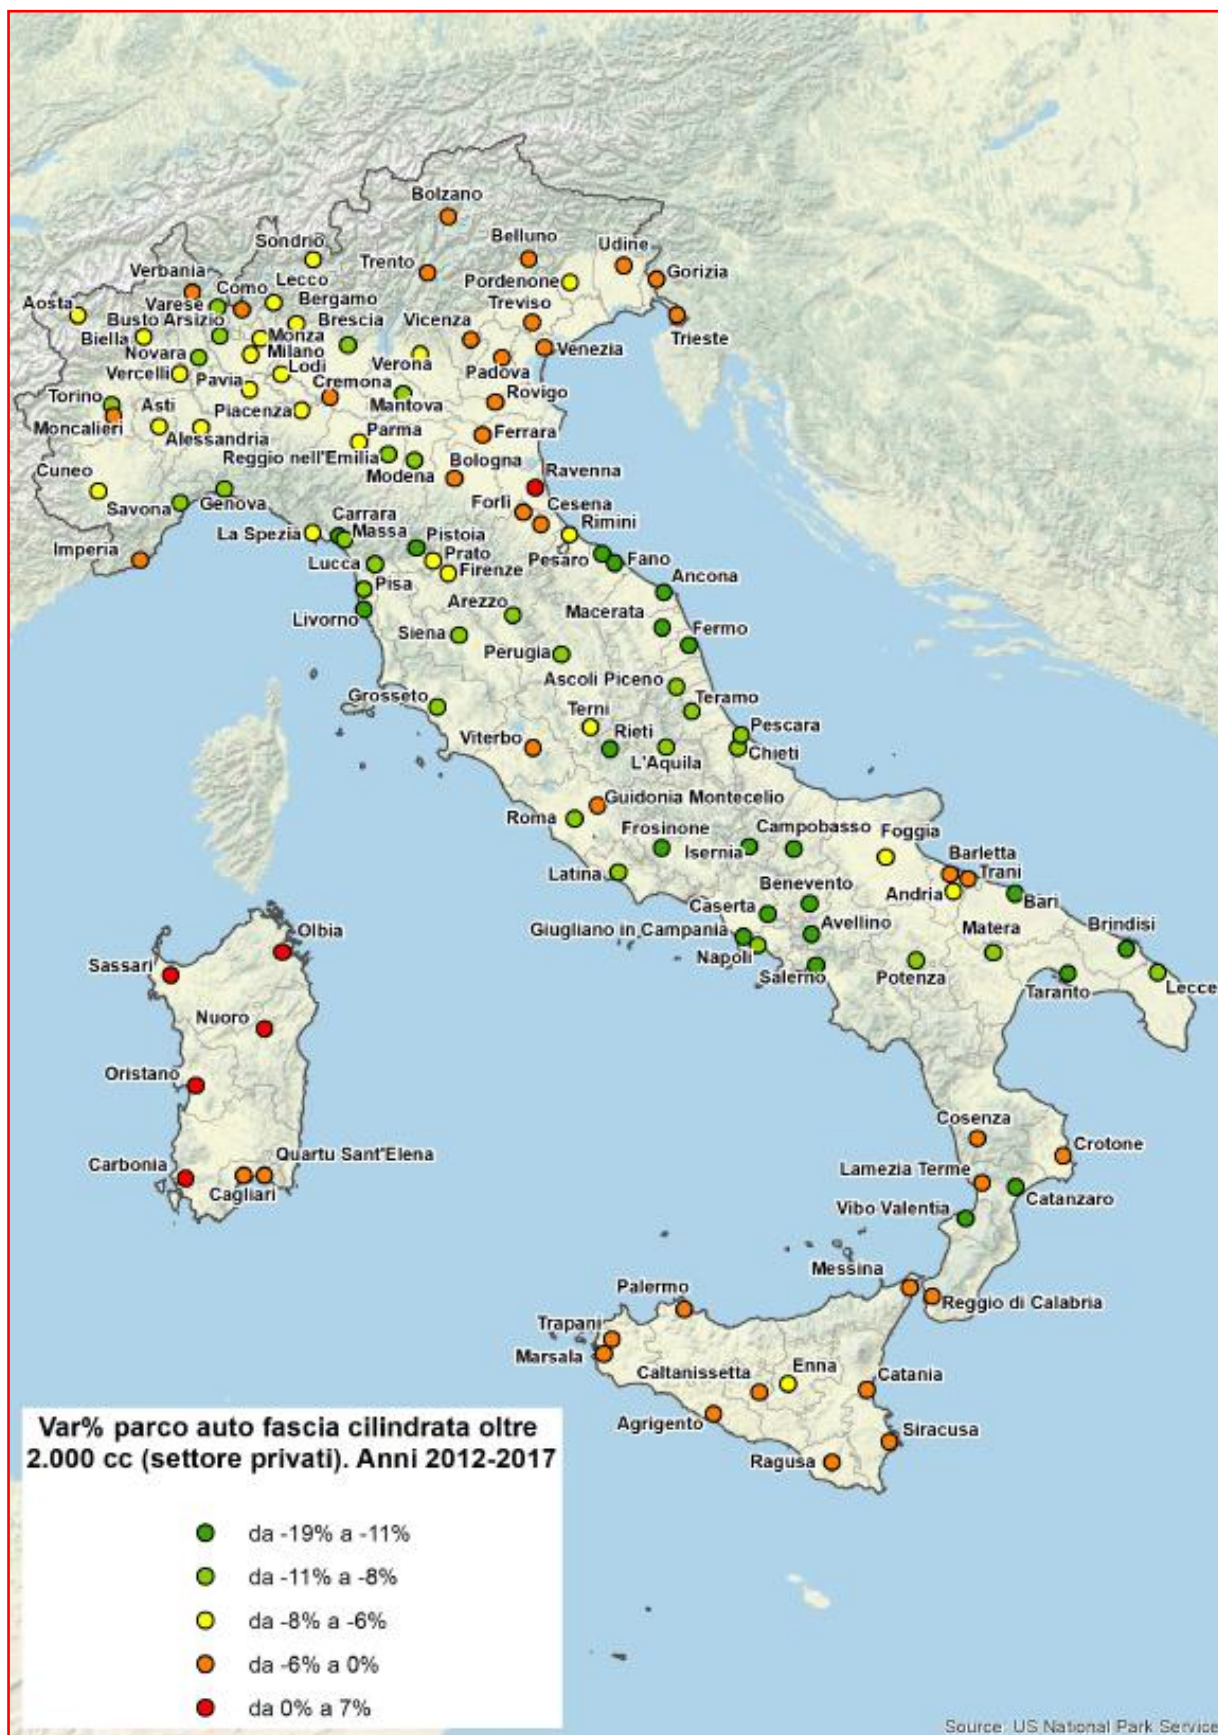 Bolzano
Sondrio
Belluno
Udine
Verbania
Trento
Gorizia
Lecco
Pordenone
Como
Aosta
Varese
Bergamo
Treviso
Busto Arsizio
Brescia
Vicenza
Trieste
Biella
Monza
Venezia
Novara
Milano
Verona
Padova
Vercelli
Lodi
Pavia
Cremona
Rovigo
Torino
Asti
Piacenza
Mantova
Moncalieri
Alessandria
Parma
Ferrara
Reggio nell'Emilia
Bologna
Cuneo
Modena
Ravenna
Savona
Genova
Forlì
Cesena
Carrara
Rimini
La Spezia
Massa
Pistoia
Imperia
Prato
Pesaro
Fano
Lucca
Firenze
Pisa
Ancona
Arezzo
Macerata
Livorno
Siena
Fermo
Perugia
Ascoli Piceno
Grosseto
Teramo
Terni
Pescara
Viterbo
Rieti
L'Aquila
Chieti
Guidonia Montecelio
Roma
Frosinone
Campobasso
Foggia
Isernia
Barletta
Latina
Trani
Benevento
Andria
Bari
Caserta
Giugliano in Campania
Avellino
Matera
Brindisi
Olbia
Napoli
Sassari
Salerno
Potenza
Taranto
Lecce
Nuoro
Oristano
Cosenza
Quartu Sant'Elena
Crotone
Carbonia
Lamezia Terme
Cagliari
Catanzaro
Vibo Valentia
Messina
Palermo
Reggio di Calabria
Trapani
Marsala
Enna
Caltanissetta
Catania
Agrigento
Siracusa
Ragusa
Var% parco auto fascia cilindrata oltre
2.000 cc (settore privati). Anni 2012-2017
da -19% a -11%
da -11% a -8%
da -8% a -6%
da -6% a 0%
da 0% a 7%
Source: US National Park Service